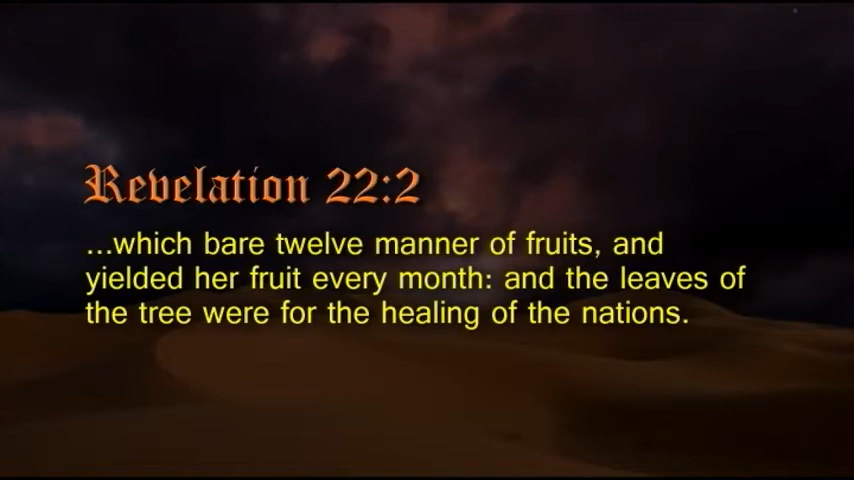 Revelation 22:2
...which bare twelve manner of fruits, and
yielded her fruit every month: and the leaves of
the tree were for the healing of the nations.